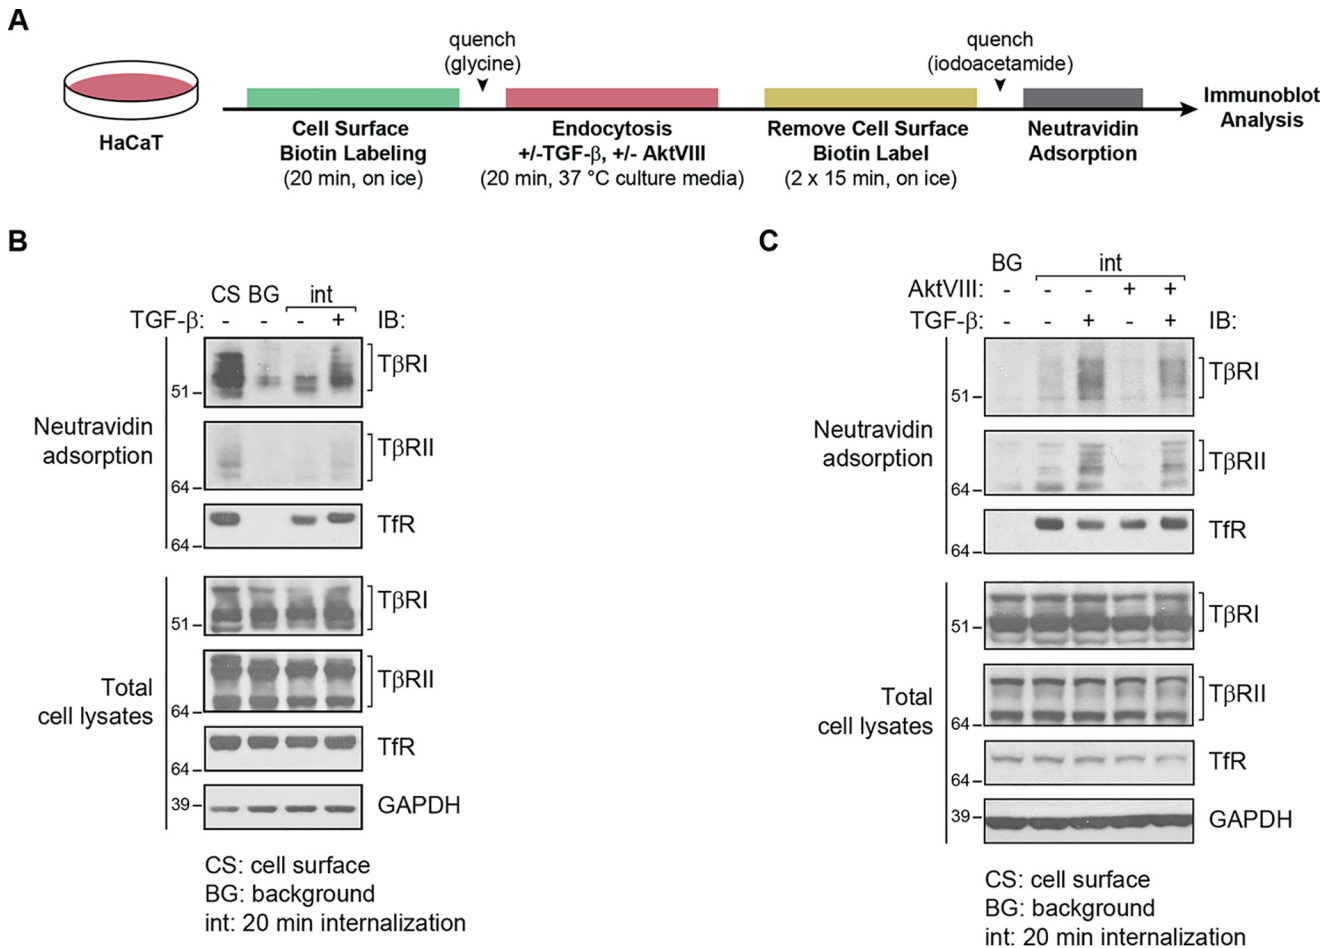 A
quench
(glycine)
quench
(iodoacetamide)
HaCaT
Cell Surface
Biotin Labeling
(20 min, on ice)
Endocytosis
+/-TGF-β, +/- AktVIII
(20 min, 37 °C culture media)
Remove Cell Surface
Biotin Label
(2 x 15 min, on ice)
Neutravidin
Adsorption
Immunoblot
Analysis
B
CS BG int
TGF-β: - - - + IB:
TβRI
51
Neutravidin
adsorption
TβRII
64
TfR
64
TβRI
51
Total
cell lysates
TβRII
64
TfR
64
39 GAPDH
CS: cell surface
BG: background
int: 20 min internalization
C
BG int
AktVIII: - - - + +
TGF-β: - - + - + IB:
TβRI
51
Neutravidin
adsorption
TβRII
64
TfR
64
TβRI
51
Total
cell lysates
TβRII
64
TfR
64
39 GAPDH
CS: cell surface
BG: background
int: 20 min internalization